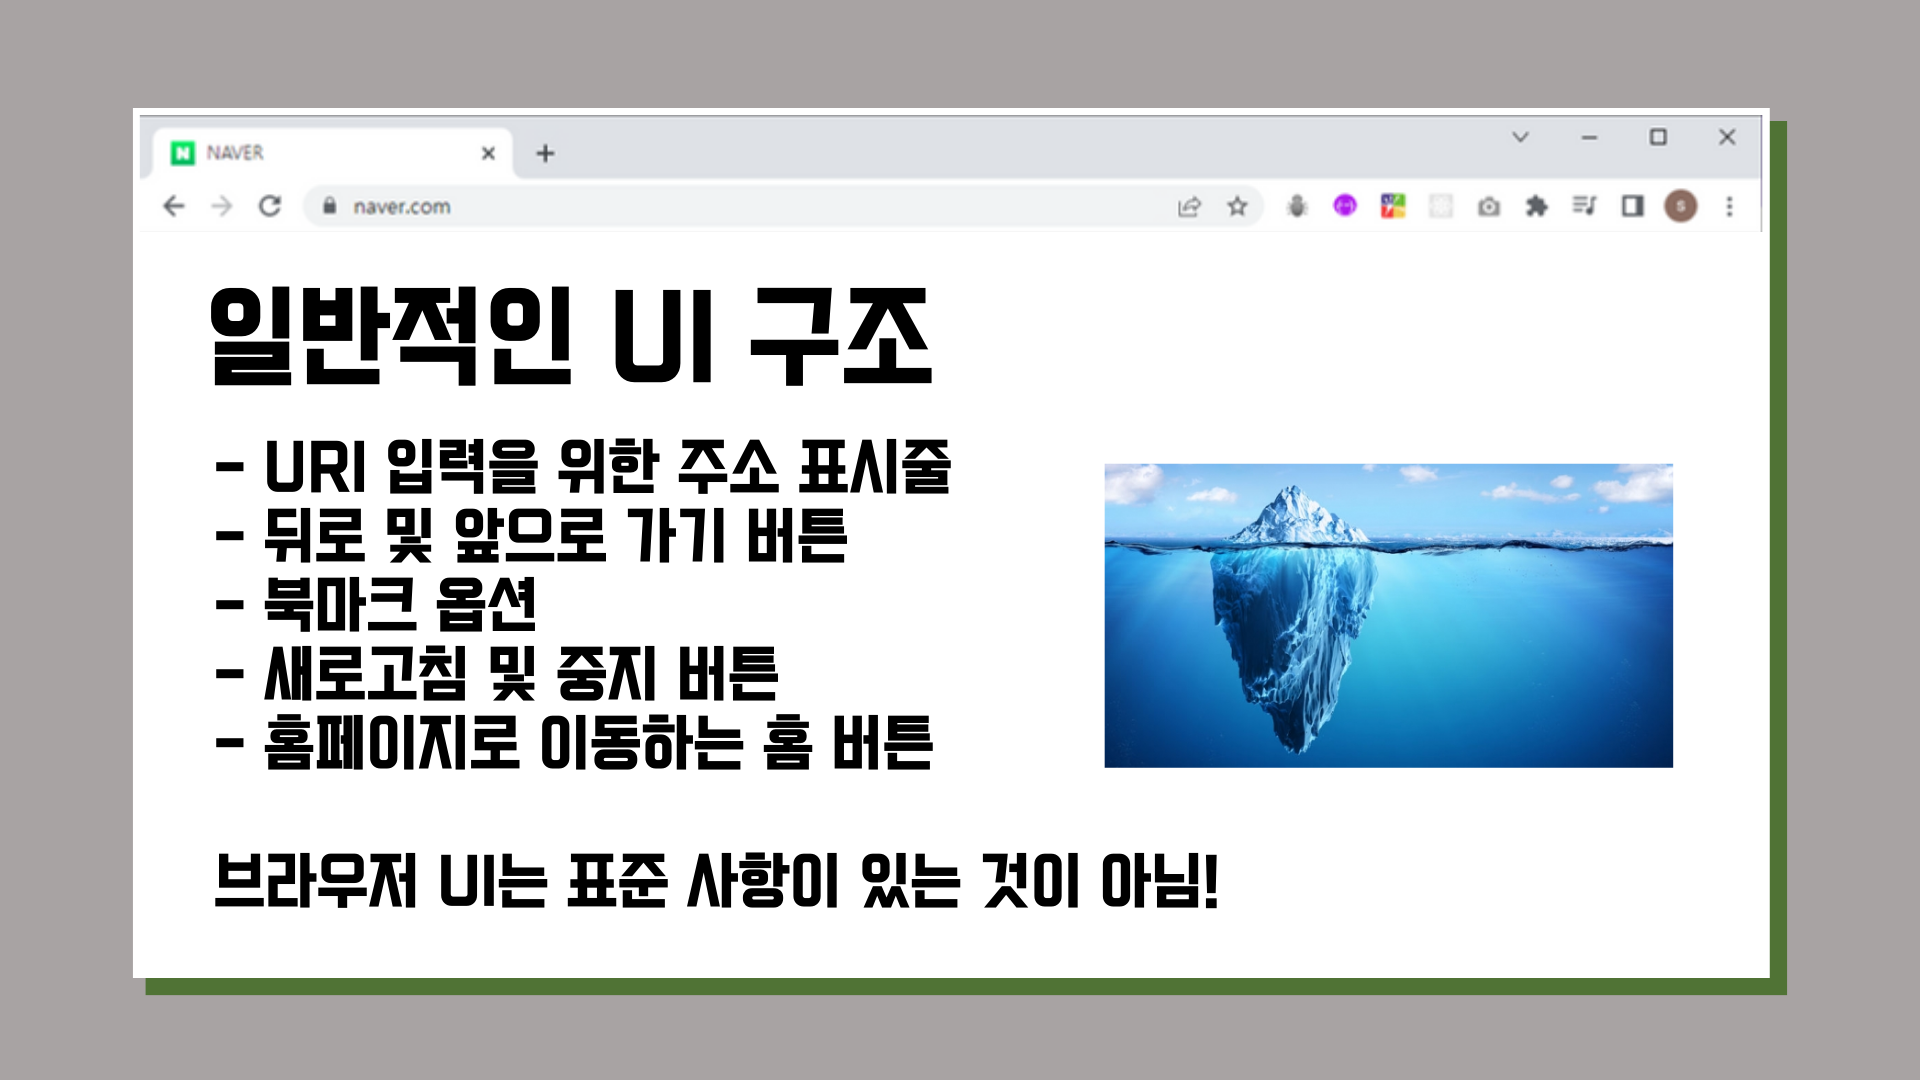 NAVER
naver.com
S
일반적인 UI 구조
- URI 입력을 위한 주소 표시줄
- 뒤로 및 앞으로 가기 버튼
- 북마크 옵션
- 새로고침 및 중지 버튼
- 홈페이지로 이동하는 홈 버튼
브라우저 UI는 표준 사항이 있는 것이 아님!